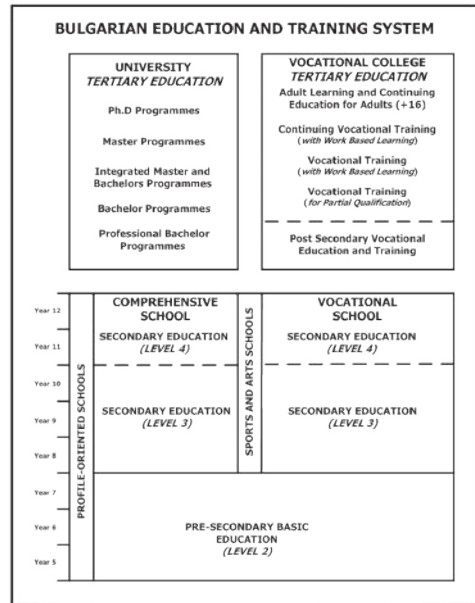 BULGARIAN EDUCATION AND TRAINING SYSTEM
UNIVERSITY
TERTIARY EDUCATION
Ph.D Programmes
Master Programmes
Integrated Master and
Bachelors Programmes
Bachelor Programmes
Professional Bachelor
Programmes
VOCATIONAL COLLEGE
TERTIARY EDUCATION
Adult Learning and Continuing
Education for Adults (+16)
Continuing Vocational Training
(with Work Based Learning)
Vocational Training
(with Work Based Learning)
Vocational Training
(for Partial Qualification)
Post Secondary Vocational
Education and Training
Year 12
Year 11
Year 10
Year 9
Year 8
Year 7
Year 6
Year 5
PROFILE-ORIENTED SCHOOLS
COMPREHENSIVE
SCHOOL
SECONDARY EDUCATION
(LEVEL 4)
SECONDARY EDUCATION
(LEVEL 3)
SPORTS AND ARTS SCHOOLS
VOCATIONAL
SCHOOL
SECONDARY EDUCATION
(LEVEL 4)
SECONDARY EDUCATION
(LEVEL 3)
PRE-SECONDARY BASIC
EDUCATION
(LEVEL 2)